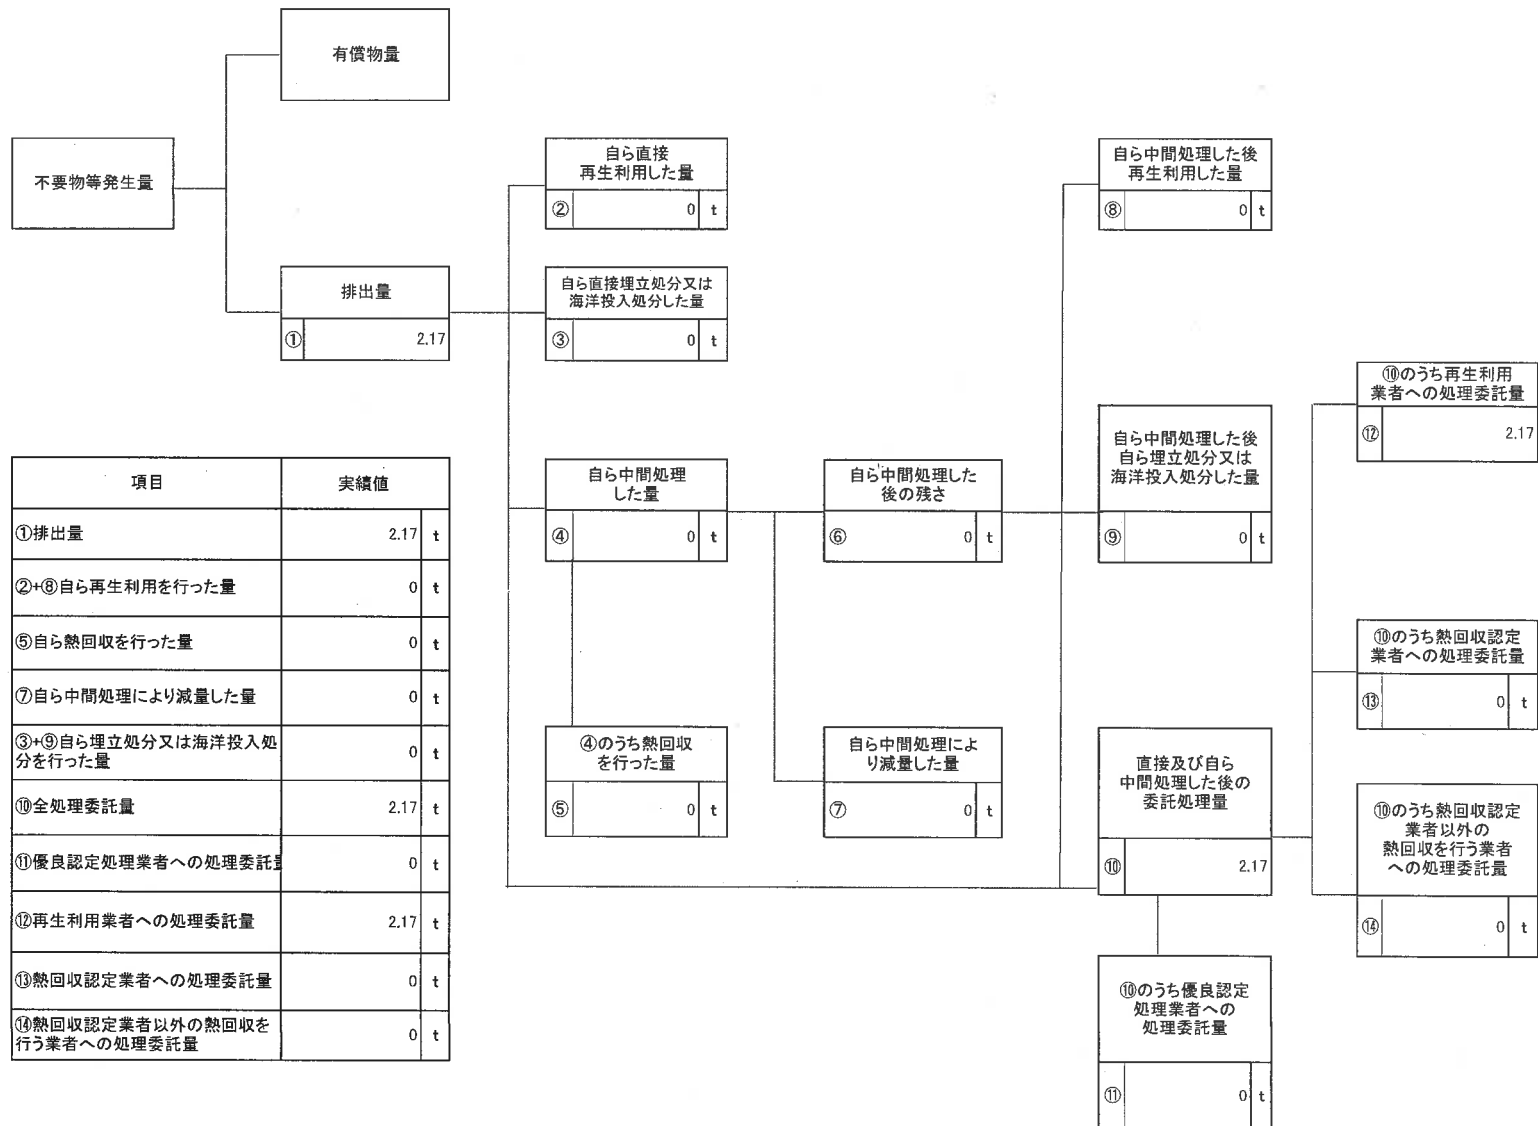 有償物量
不要物等発生量
排出量
① 2.17
自ら直接
再生利用した量
② 0 t
自ら直接埋立処分又は
海洋投入処分した量
③ 0 t
自ら中間処理
した量
④ 0 t
④のうち熱回収
を行った量
⑤ 0 t
自ら中間処理した
後の残さ
⑥ 0 t
自ら中間処理によ
り減量した量
⑦ 0 t
自ら中間処理した後
再生利用した量
⑧ 0 t
自ら中間処理した後
自ら埋立処分又は
海洋投入処分した量
⑨ 0 t
直接及び自ら
中間処理した後の
委託処理量
⑩ 2.17
⑩のうち優良認定
処理業者への
処理委託量
⑪ 0 t
⑩のうち再生利用
業者への処理委託量
⑫ 2.17
⑩のうち熱回収認定
業者への処理委託量
⑬ 0 t
⑩のうち熱回収認定
業者以外の
熱回収を行う業者
への処理委託量
⑭ 0 t
項目 実績値
①排出量 2.17 t
②+⑧自ら再生利用を行った量 0 t
⑤自ら熱回収を行った量 0 t
⑦自ら中間処理により減量した量 0 t
③+⑨自ら埋立処分又は海洋投入処
分を行った量 0 t
⑩全処理委託量 2.17 t
⑪優良認定処理業者への処理委託 0 t
⑫再生利用業者への処理委託量 2.17 t
⑬熱回収認定業者への処理委託量 0 t
⑭熱回収認定業者以外の熱回収を
行う業者への処理委託量 0 t